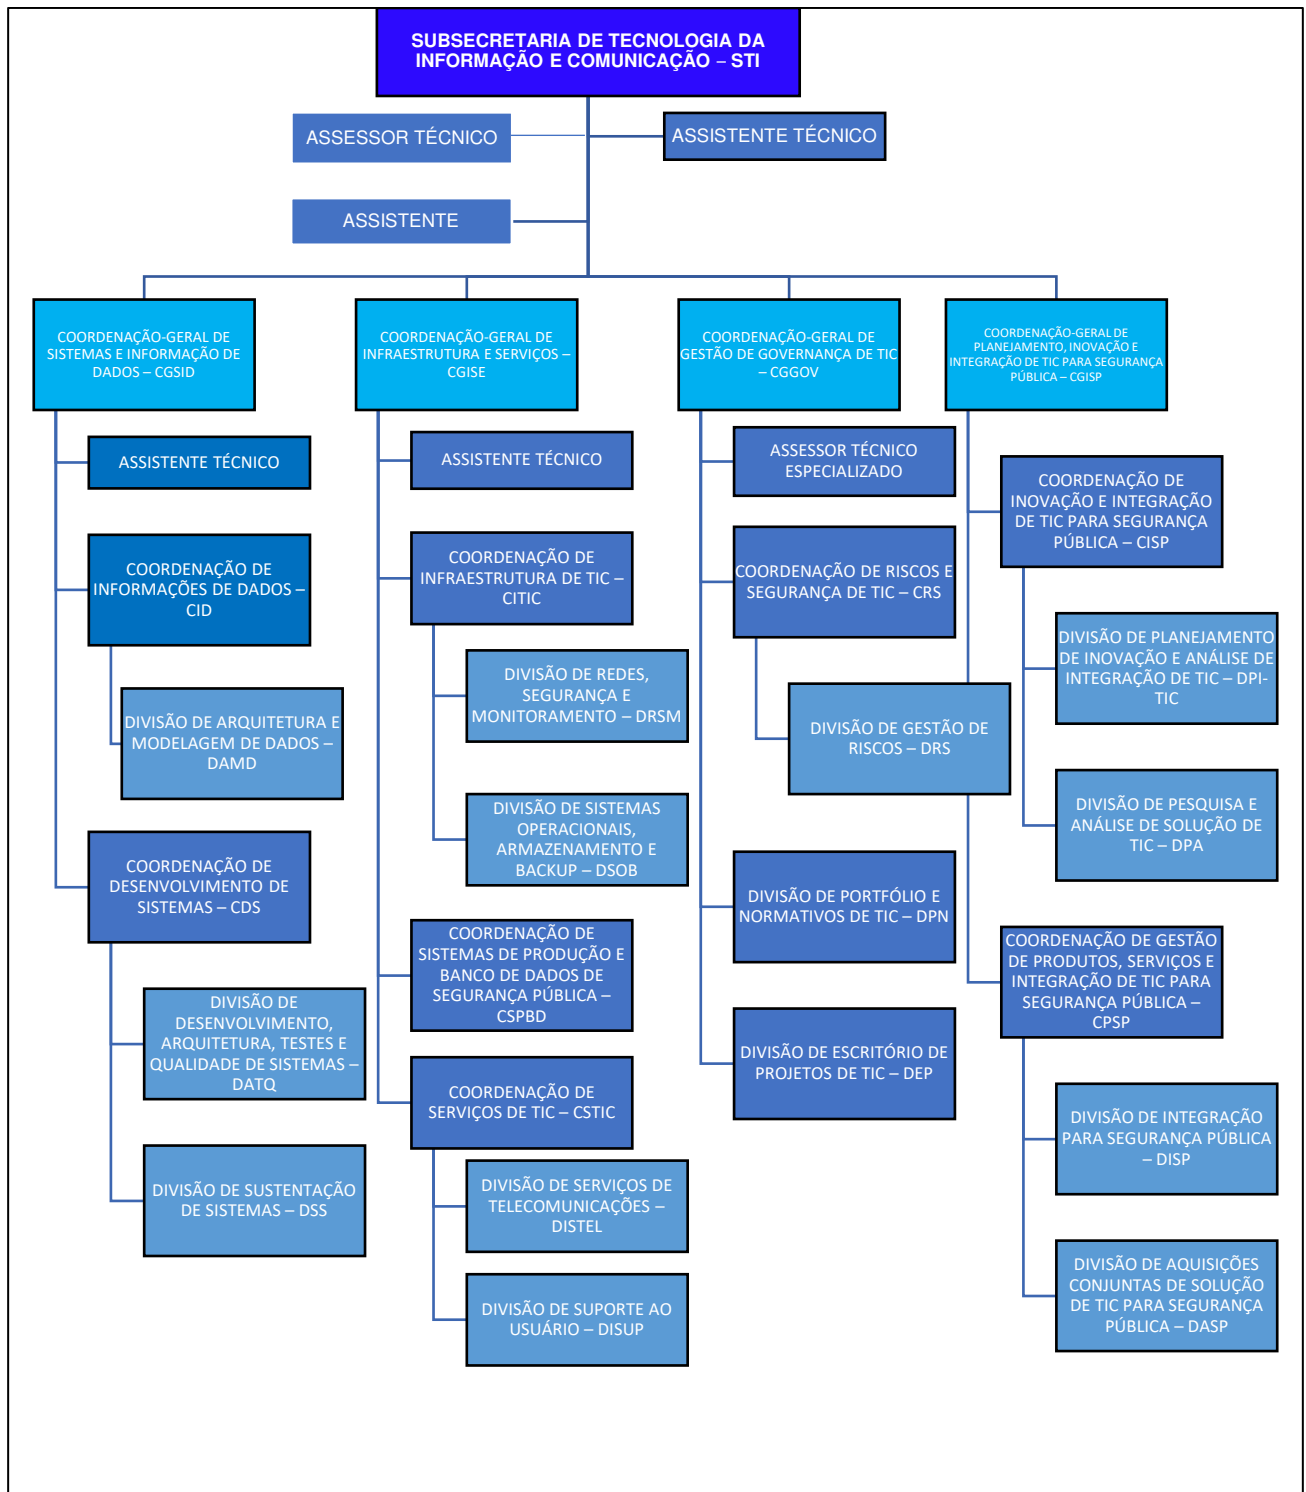 SUBSECRETARIA DE TECNOLOGIA DA
INFORMAÇÃO E COMUNICAÇÃO – STI
ASSESSOR TÉCNICO
ASSISTENTE TÉCNICO
ASSISTENTE
COORDENAÇÃO-GERAL DE
SISTEMAS E INFORMAÇÃO DE
DADOS – CGSID
ASSISTENTE TÉCNICO
COORDENAÇÃO DE
INFORMAÇÕES DE DADOS –
CID
DIVISÃO DE ARQUITETURA E
MODELAGEM DE DADOS –
DAMD
COORDENAÇÃO DE
DESENVOLVIMENTO DE
SISTEMAS – CDS
DIVISÃO DE
DESENVOLVIMENTO,
ARQUITETURA, TESTES E
QUALIDADE DE SISTEMAS –
DATQ
DIVISÃO DE SUSTENTAÇÃO
DE SISTEMAS – DSS
COORDENAÇÃO-GERAL DE
INFRAESTRUTURA E SERVIÇOS –
CGISE
ASSISTENTE TÉCNICO
COORDENAÇÃO DE
INFRAESTRUTURA DE TIC –
CITIC
DIVISÃO DE REDES,
SEGURANÇA E
MONITORAMENTO – DRSM
DIVISÃO DE SISTEMAS
OPERACIONAIS,
ARMAZENAMENTO E
BACKUP – DSOB
COORDENAÇÃO DE
SISTEMAS DE PRODUÇÃO E
BANCO DE DADOS DE
SEGURANÇA PÚBLICA –
CSPBD
COORDENAÇÃO DE
SERVIÇOS DE TIC – CSTIC
DIVISÃO DE SERVIÇOS DE
TELECOMUNICAÇÕES –
DISTEL
DIVISÃO DE SUPORTE AO
USUÁRIO – DISUP
COORDENAÇÃO-GERAL DE
GESTÃO DE GOVERNANÇA DE TIC
– CGGOV
ASSESSOR TÉCNICO
ESPECIALIZADO
COORDENAÇÃO DE RISCOS E
SEGURANÇA DE TIC – CRS
DIVISÃO DE GESTÃO DE
RISCOS – DRS
DIVISÃO DE PORTFÓLIO E
NORMATIVOS DE TIC – DPN
DIVISÃO DE ESCRITÓRIO DE
PROJETOS DE TIC – DEP
COORDENAÇÃO-GERAL DE
PLANEJAMENTO, INOVAÇÃO E
INTEGRAÇÃO DE TIC PARA SEGURANÇA
PÚBLICA – CGISP
COORDENAÇÃO DE
INOVAÇÃO E INTEGRAÇÃO
DE TIC PARA SEGURANÇA
PÚBLICA – CISP
DIVISÃO DE PLANEJAMENTO
DE INOVAÇÃO E ANÁLISE DE
INTEGRAÇÃO DE TIC – DPI-
TIC
DIVISÃO DE PESQUISA E
ANÁLISE DE SOLUÇÃO DE
TIC – DPA
COORDENAÇÃO DE GESTÃO
DE PRODUTOS, SERVIÇOS E
INTEGRAÇÃO DE TIC PARA
SEGURANÇA PÚBLICA –
CPSP
DIVISÃO DE INTEGRAÇÃO
PARA SEGURANÇA PÚBLICA
– DISP
DIVISÃO DE AQUISIÇÕES
CONJUNTAS DE SOLUÇÃO
DE TIC PARA SEGURANÇA
PÚBLICA – DASP